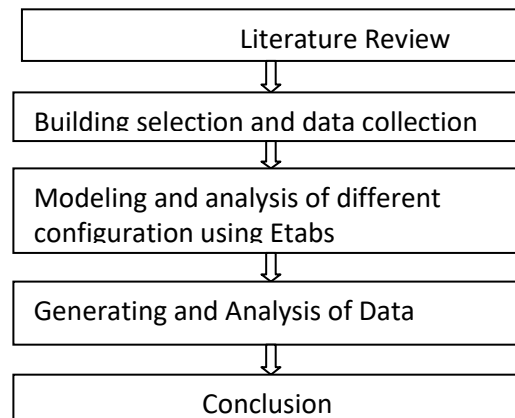 Literature Review
Building selection and data collection
Modeling and analysis of different
configuration using Etabs
Generating and Analysis of Data
Conclusion